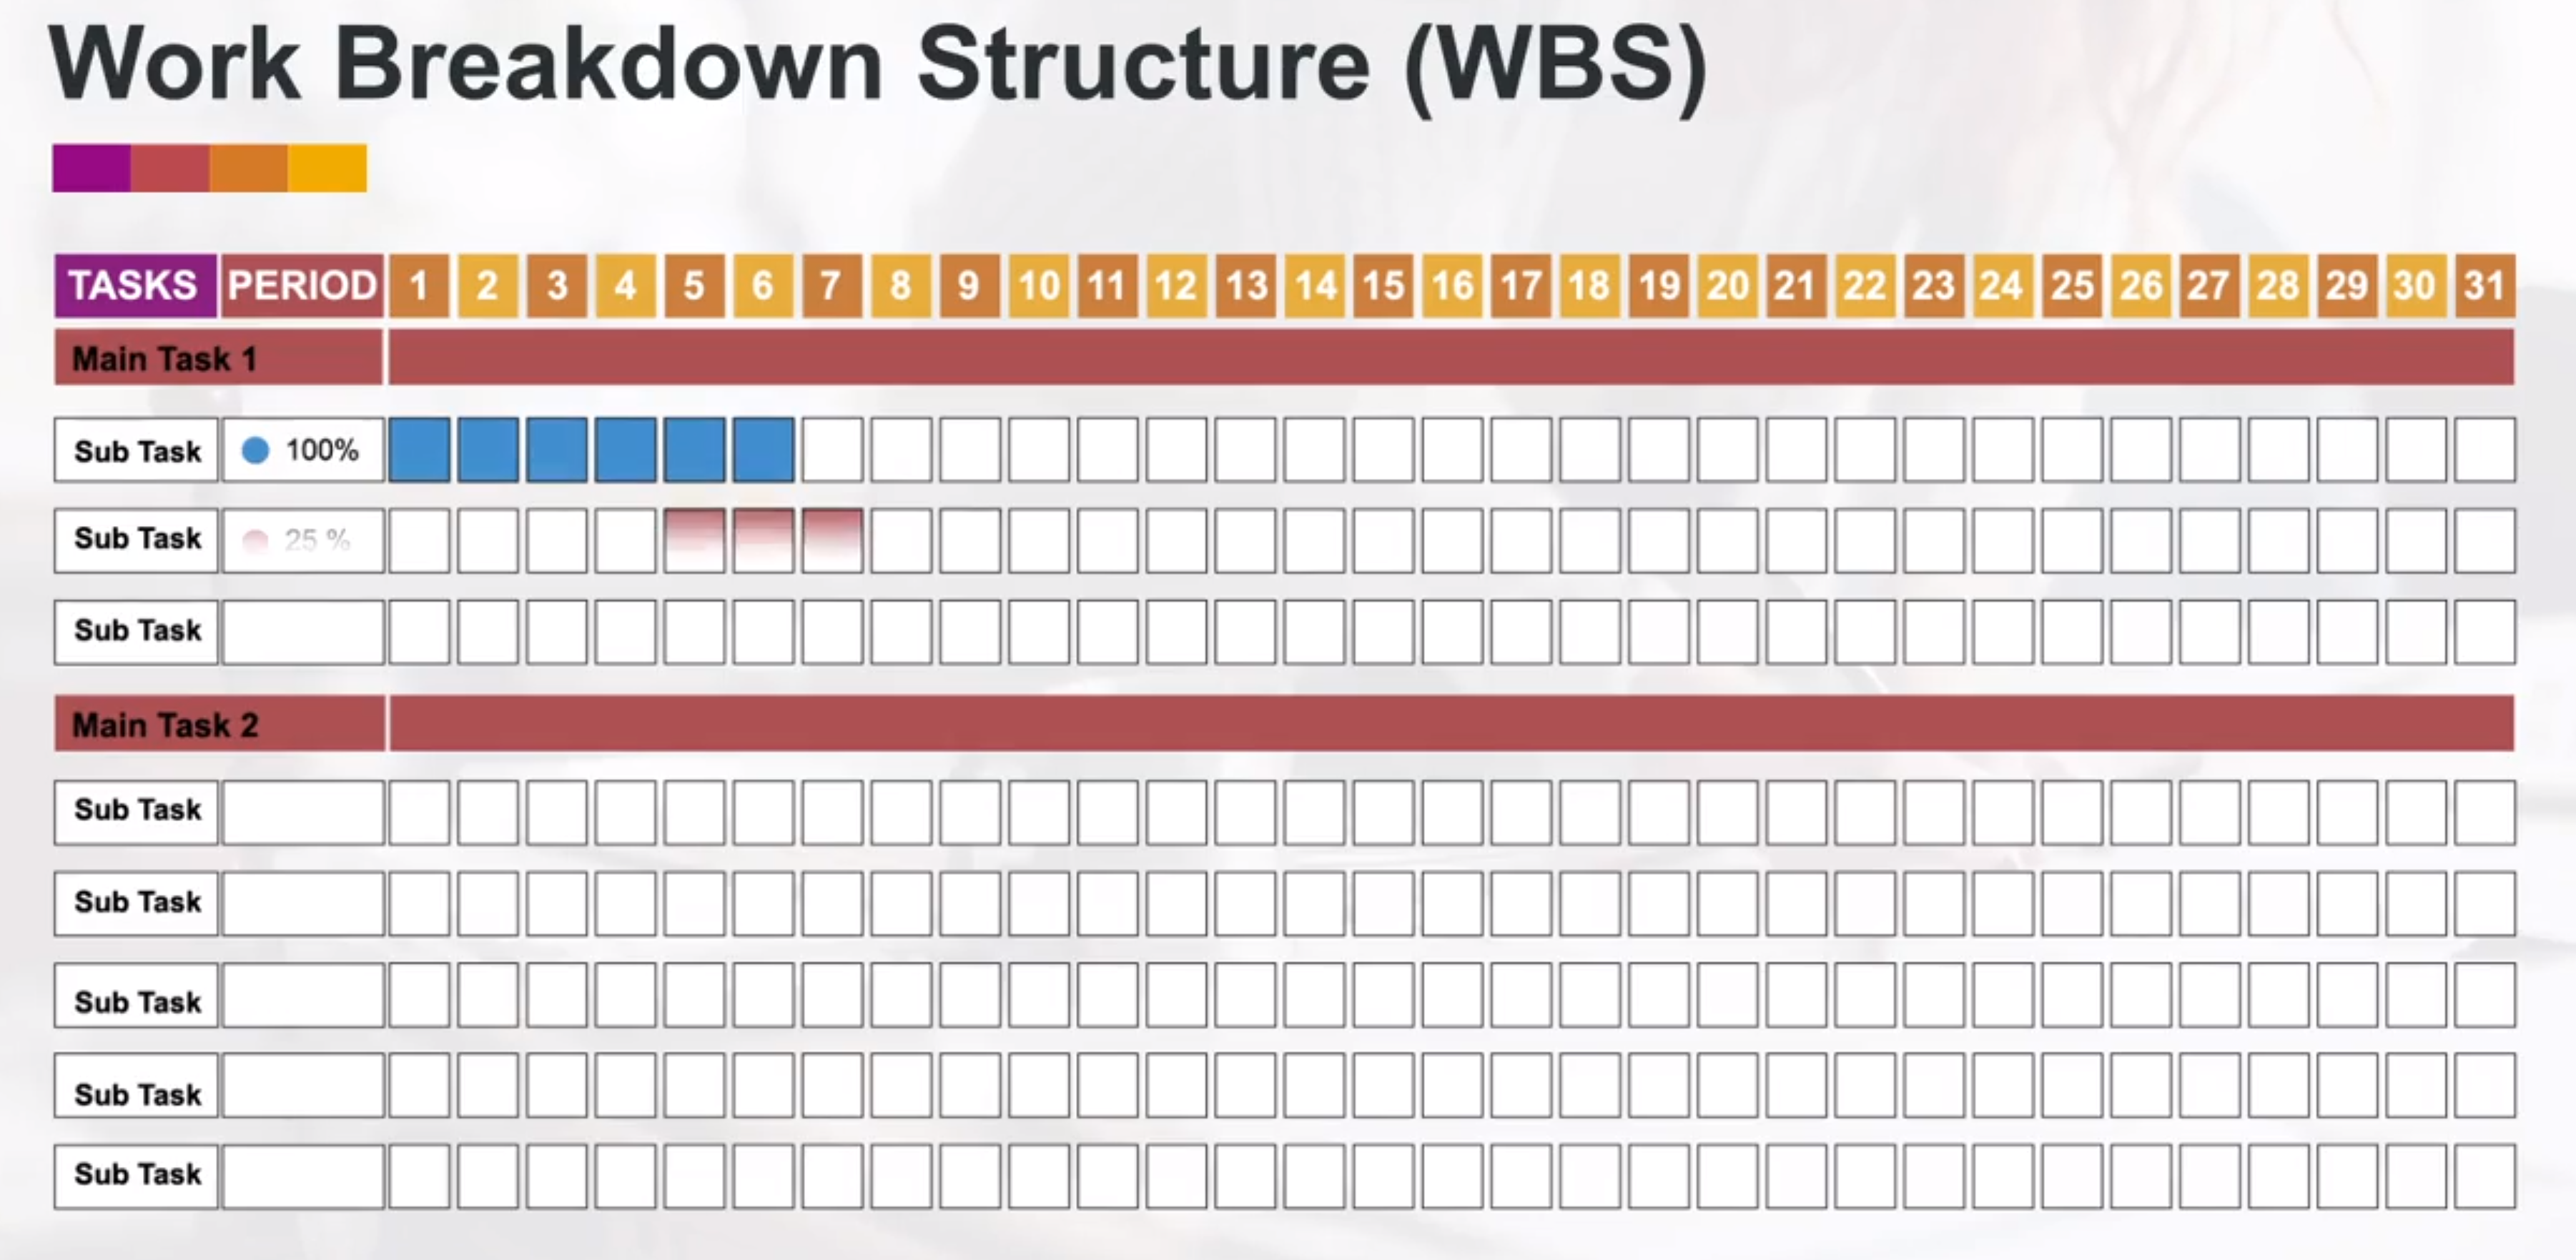 Work Breakdown Structure (WBS)
TASKS PERIOD 1 2 3 4 5 6 7 8 9 10 11 12 13 14 15 16 17 18 19 20 21 22 23 24 25 26 27 28 29 30 31
Main Task 1
Sub Task 100%
Sub Task 25 %
Sub Task
Main Task 2
Sub Task
Sub Task
Sub Task
Sub Task
Sub Task